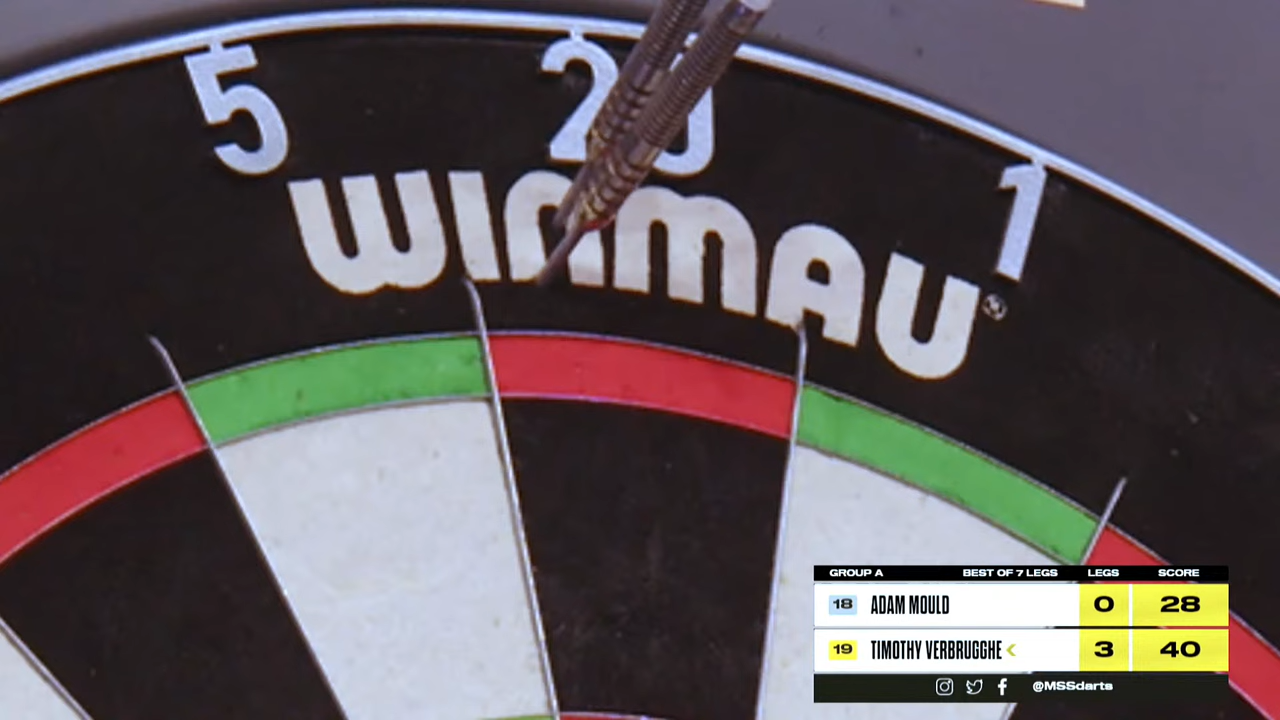 5 20 1
WINMAU®
GROUP A BEST OF 7 LEGS LEGS SCORE
18 ADAM MOULD 0 28
19 TIMOTHY VERBRUGGHE < 3 40
@MSSdarts